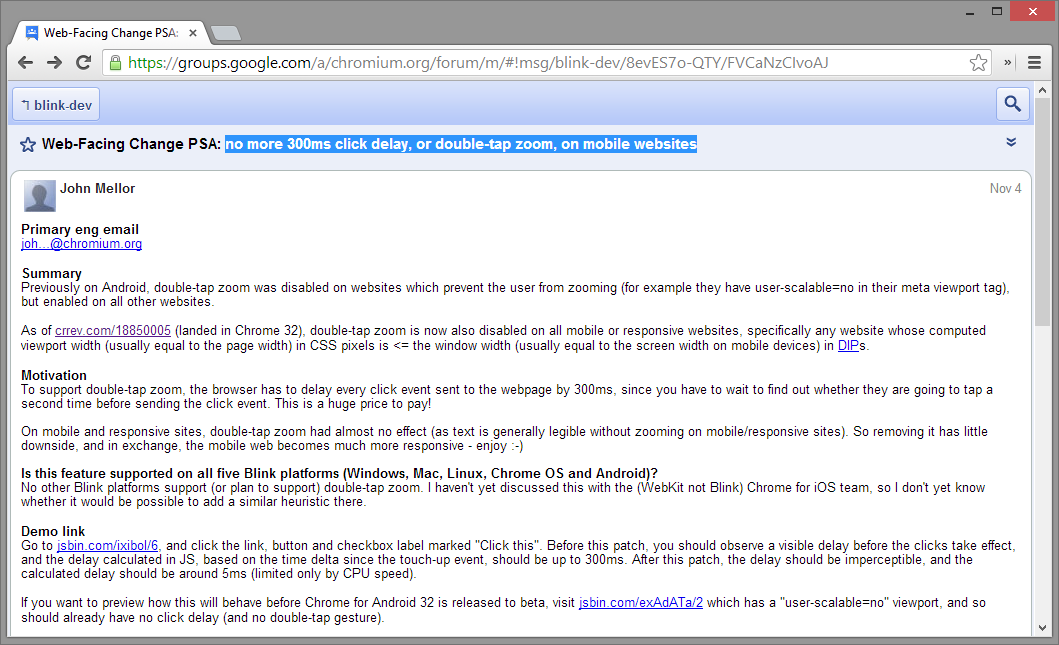 Web-Facing Change PSA:
https://groups.google.com/a/chromium.org/forum/m/#!msg/blink-dev/8evES7o-QTY/FVCaNzCIvoAJ
blink-dev
Web-Facing Change PSA: no more 300ms click delay, or double-tap zoom, on mobile websites
John Mellor
Nov 4
Primary eng email
joh...@chromium.org
Summary
Previously on Android, double-tap zoom was disabled on websites which prevent the user from zooming (for example they have user-scalable=no in their meta viewport tag),
but enabled on all other websites.
As of crrev.com/18850005 (landed in Chrome 32), double-tap zoom is now also disabled on all mobile or responsive websites, specifically any website whose computed
viewport width (usually equal to the page width) in CSS pixels is <= the window width (usually equal to the screen width on mobile devices) in DIPs.
Motivation
To support double-tap zoom, the browser has to delay every click event sent to the webpage by 300ms, since you have to wait to find out whether they are going to tap a
second time before sending the click event. This is a huge price to pay!
On mobile and responsive sites, double-tap zoom had almost no effect (as text is generally legible without zooming on mobile/responsive sites). So removing it has little
downside, and in exchange, the mobile web becomes much more responsive - enjoy :-)
Is this feature supported on all five Blink platforms (Windows, Mac, Linux, Chrome OS and Android)?
No other Blink platforms support (or plan to support) double-tap zoom. I haven't yet discussed this with the (WebKit not Blink) Chrome for iOS team, so I don't yet know
whether it would be possible to add a similar heuristic there.
Demo link
Go to jsbin.com/ixibol/6, and click the link, button and checkbox label marked "Click this". Before this patch, you should observe a visible delay before the clicks take effect,
and the delay calculated in JS, based on the time delta since the touch-up event, should be up to 300ms. After this patch, the delay should be imperceptible, and the
calculated delay should be around 5ms (limited only by CPU speed).
If you want to preview how this will behave before Chrome for Android 32 is released to beta, visit jsbin.com/exAdATa/2 which has a "user-scalable=no" viewport, and so
should already have no click delay (and no double-tap gesture).